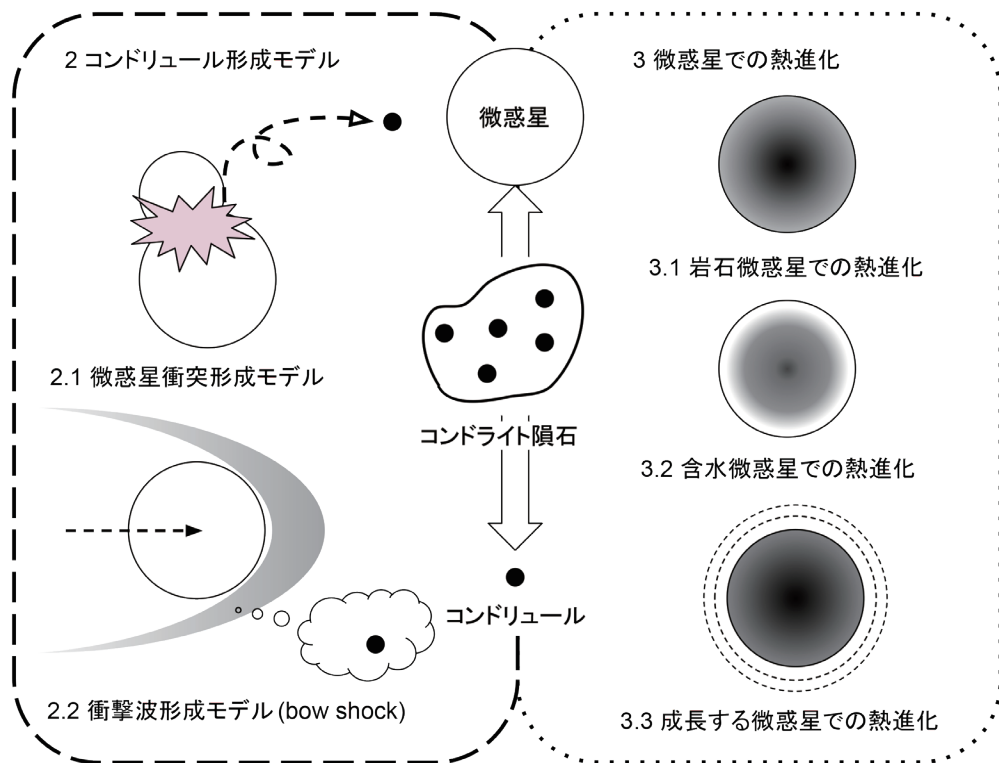 2 コンドリュール形成モデル
2.1 微惑星衝突形成モデル
2.2 衝撃波形成モデル (bow shock)
微惑星
コンドライト隕石
コンドリュール
3 微惑星での熱進化
3.1 岩石微惑星での熱進化
3.2 含水微惑星での熱進化
3.3 成長する微惑星での熱進化